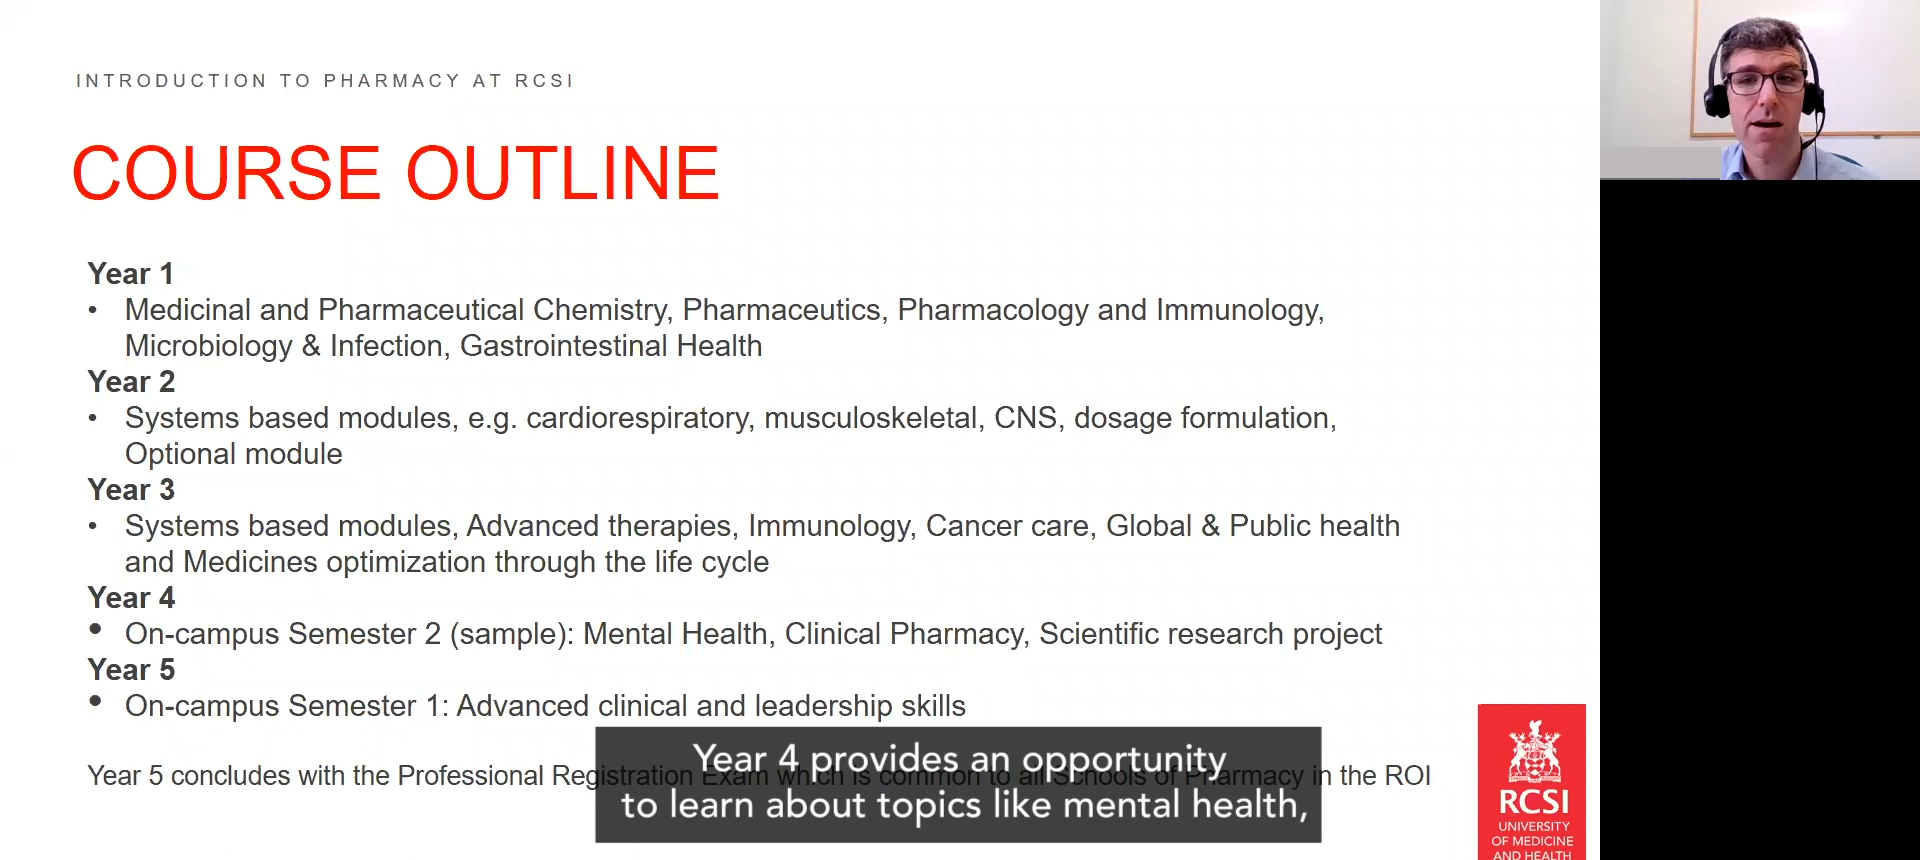 INTRODUCTION TO PHARMACY AT RCSI
COURSE OUTLINE
Year 1
• Medicinal and Pharmaceutical Chemistry, Pharmaceutics, Pharmacology and Immunology,
Microbiology & Infection, Gastrointestinal Health
Year 2
• Systems based modules, e.g. cardiorespiratory, musculoskeletal, CNS, dosage formulation,
Optional module
Year 3
• Systems based modules, Advanced therapies, Immunology, Cancer care, Global & Public health
and Medicines optimization through the life cycle
Year 4
• On-campus Semester 2 (sample): Mental Health, Clinical Pharmacy, Scientific research project
Year 5
• On-campus Semester 1: Advanced clinical and leadership skills
Year 5 concludes with the Professional Registration Exam which is common to all Schools of Pharmacy in the ROI
Year 4 provides an opportunity
to learn about topics like mental health,
RCSI
UNIVERSITY
OF MEDICINE
AND HEALTH